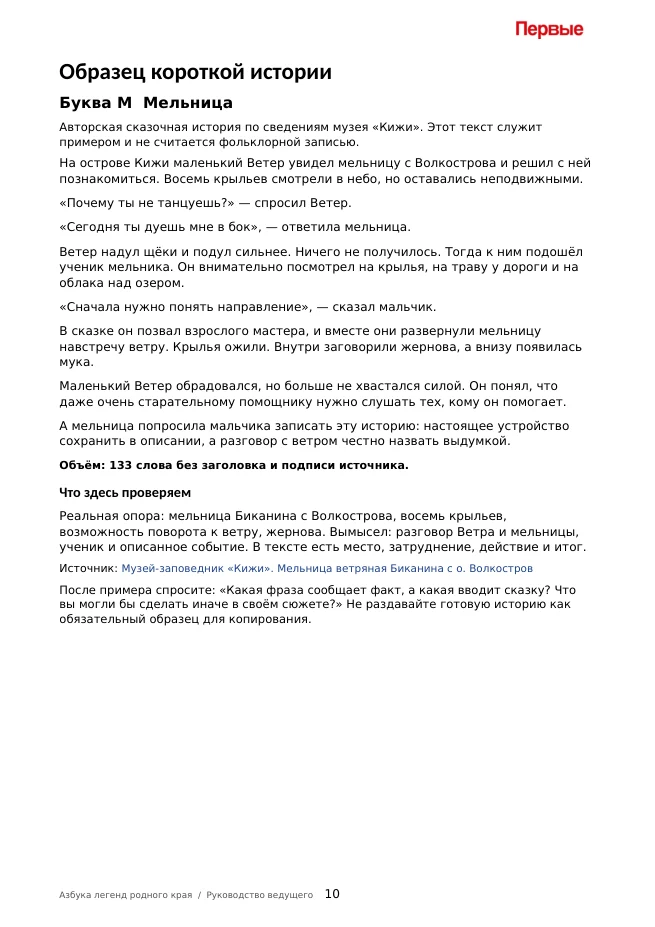 Первые
Образец короткой истории
Буква М  Мельница
Авторская сказочная история по сведениям музея «Кижи». Этот текст служит
примером и не считается фольклорной записью.
На острове Кижи маленький Ветер увидел мельницу с Волкострова и решил с ней
познакомиться. Восемь крыльев смотрели в небо, но оставались неподвижными.
«Почему ты не танцуешь?» — спросил Ветер.
«Сегодня ты дуешь мне в бок», — ответила мельница.
Ветер надул щёки и подул сильнее. Ничего не получилось. Тогда к ним подошёл
ученик мельника. Он внимательно посмотрел на крылья, на траву у дороги и на
облака над озером.
«Сначала нужно понять направление», — сказал мальчик.
В сказке он позвал взрослого мастера, и вместе они развернули мельницу
навстречу ветру. Крылья ожили. Внутри заговорили жернова, а внизу появилась
мука.
Маленький Ветер обрадовался, но больше не хвастался силой. Он понял, что
даже очень старательному помощнику нужно слушать тех, кому он помогает.
А мельница попросила мальчика записать эту историю: настоящее устройство
сохранить в описании, а разговор с ветром честно назвать выдумкой.
Объём: 133 слова без заголовка и подписи источника.
Что здесь проверяем
Реальная опора: мельница Биканина с Волкострова, восемь крыльев,
возможность поворота к ветру, жернова. Вымысел: разговор Ветра и мельницы,
ученик и описанное событие. В тексте есть место, затруднение, действие и итог.
Источник: Музей-заповедник «Кижи». Мельница ветряная Биканина с о. Волкостров
После примера спросите: «Какая фраза сообщает факт, а какая вводит сказку? Что
вы могли бы сделать иначе в своём сюжете?» Не раздавайте готовую историю как
обязательный образец для копирования.
Азбука легенд родного края / Руководство ведущего 10